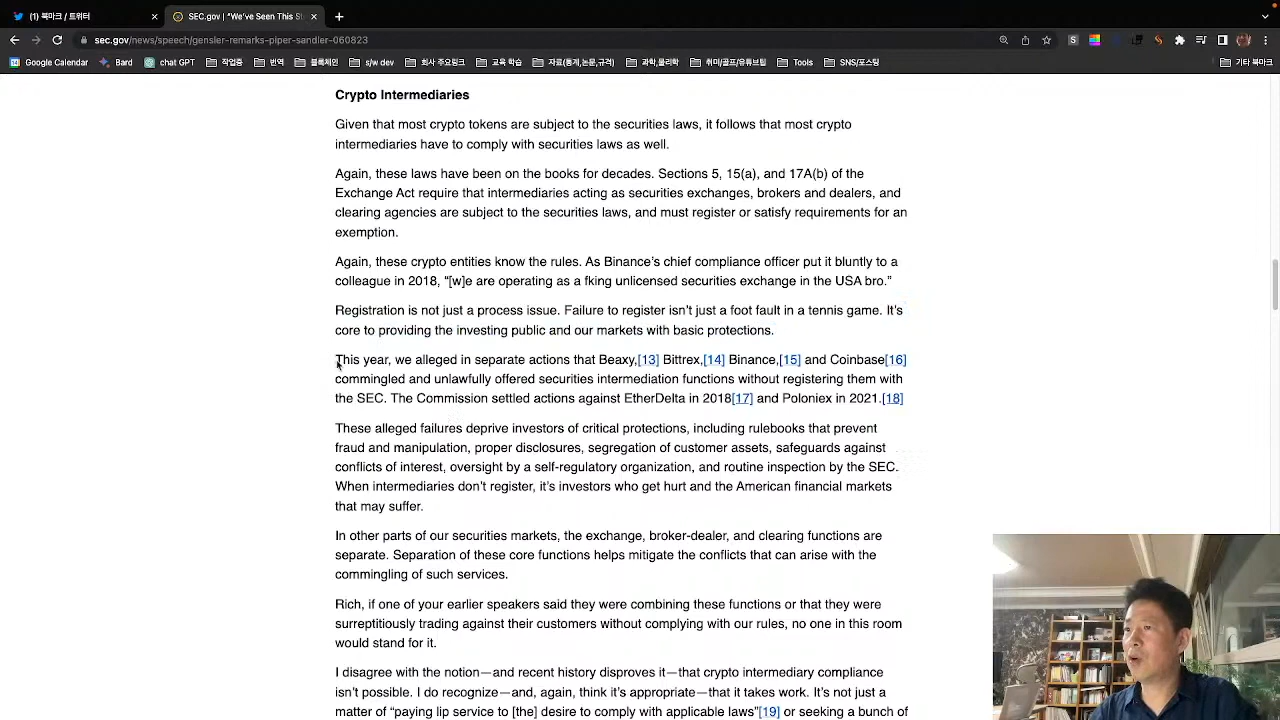 (1) 북마크 / 트위터
SEC.gov | "We've Seen This St
sec.gov/news/speech/gensler-remarks-piper-sandler-060823
Google Calendar Bard chat GPT 작업중 번역 블록체인 s/w dev 회사·주요업무 교육·학습 자료(통계,논문,규격) 과학·물리학 취미/골프/유튜브팁 Tools SNS/포스팅 기타 북마크
Crypto Intermediaries
Given that most crypto tokens are subject to the securities laws, it follows that most crypto
intermediaries have to comply with securities laws as well.
Again, these laws have been on the books for decades. Sections 5, 15(a), and 17A(b) of the
Exchange Act require that intermediaries acting as securities exchanges, brokers and dealers, and
clearing agencies are subject to the securities laws, and must register or satisfy requirements for an
exemption.
Again, these crypto entities know the rules. As Binance's chief compliance officer put it bluntly to a
colleague in 2018, “[w]e are operating as a fking unlicensed securities exchange in the USA bro.”
Registration is not just a process issue. Failure to register isn't just a foot fault in a tennis game. It's
core to providing the investing public and our markets with basic protections.
This year, we alleged in separate actions that Beaxy,[13] Bittrex,[14] Binance,[15] and Coinbase[16]
commingled and unlawfully offered securities intermediation functions without registering them with
the SEC. The Commission settled actions against EtherDelta in 2018[17] and Poloniex in 2021.[18]
These alleged failures deprive investors of critical protections, including rulebooks that prevent
fraud and manipulation, proper disclosures, segregation of customer assets, safeguards against
conflicts of interest, oversight by a self-regulatory organization, and routine inspection by the SEC.
When intermediaries don't register, it's investors who get hurt and the American financial markets
that may suffer.
In other parts of our securities markets, the exchange, broker-dealer, and clearing functions are
separate. Separation of these core functions helps mitigate the conflicts that can arise with the
commingling of such services.
Rich, if one of your earlier speakers said they were combining these functions or that they were
surreptitiously trading against their customers without complying with our rules, no one in this room
would stand for it.
I disagree with the notion—and recent history disproves it—that crypto intermediary compliance
isn't possible. I do recognize—and, again, think it's appropriate—that it takes work. It's not just a
matter of “paying lip service to [the] desire to comply with applicable laws”[19] or seeking a bunch of